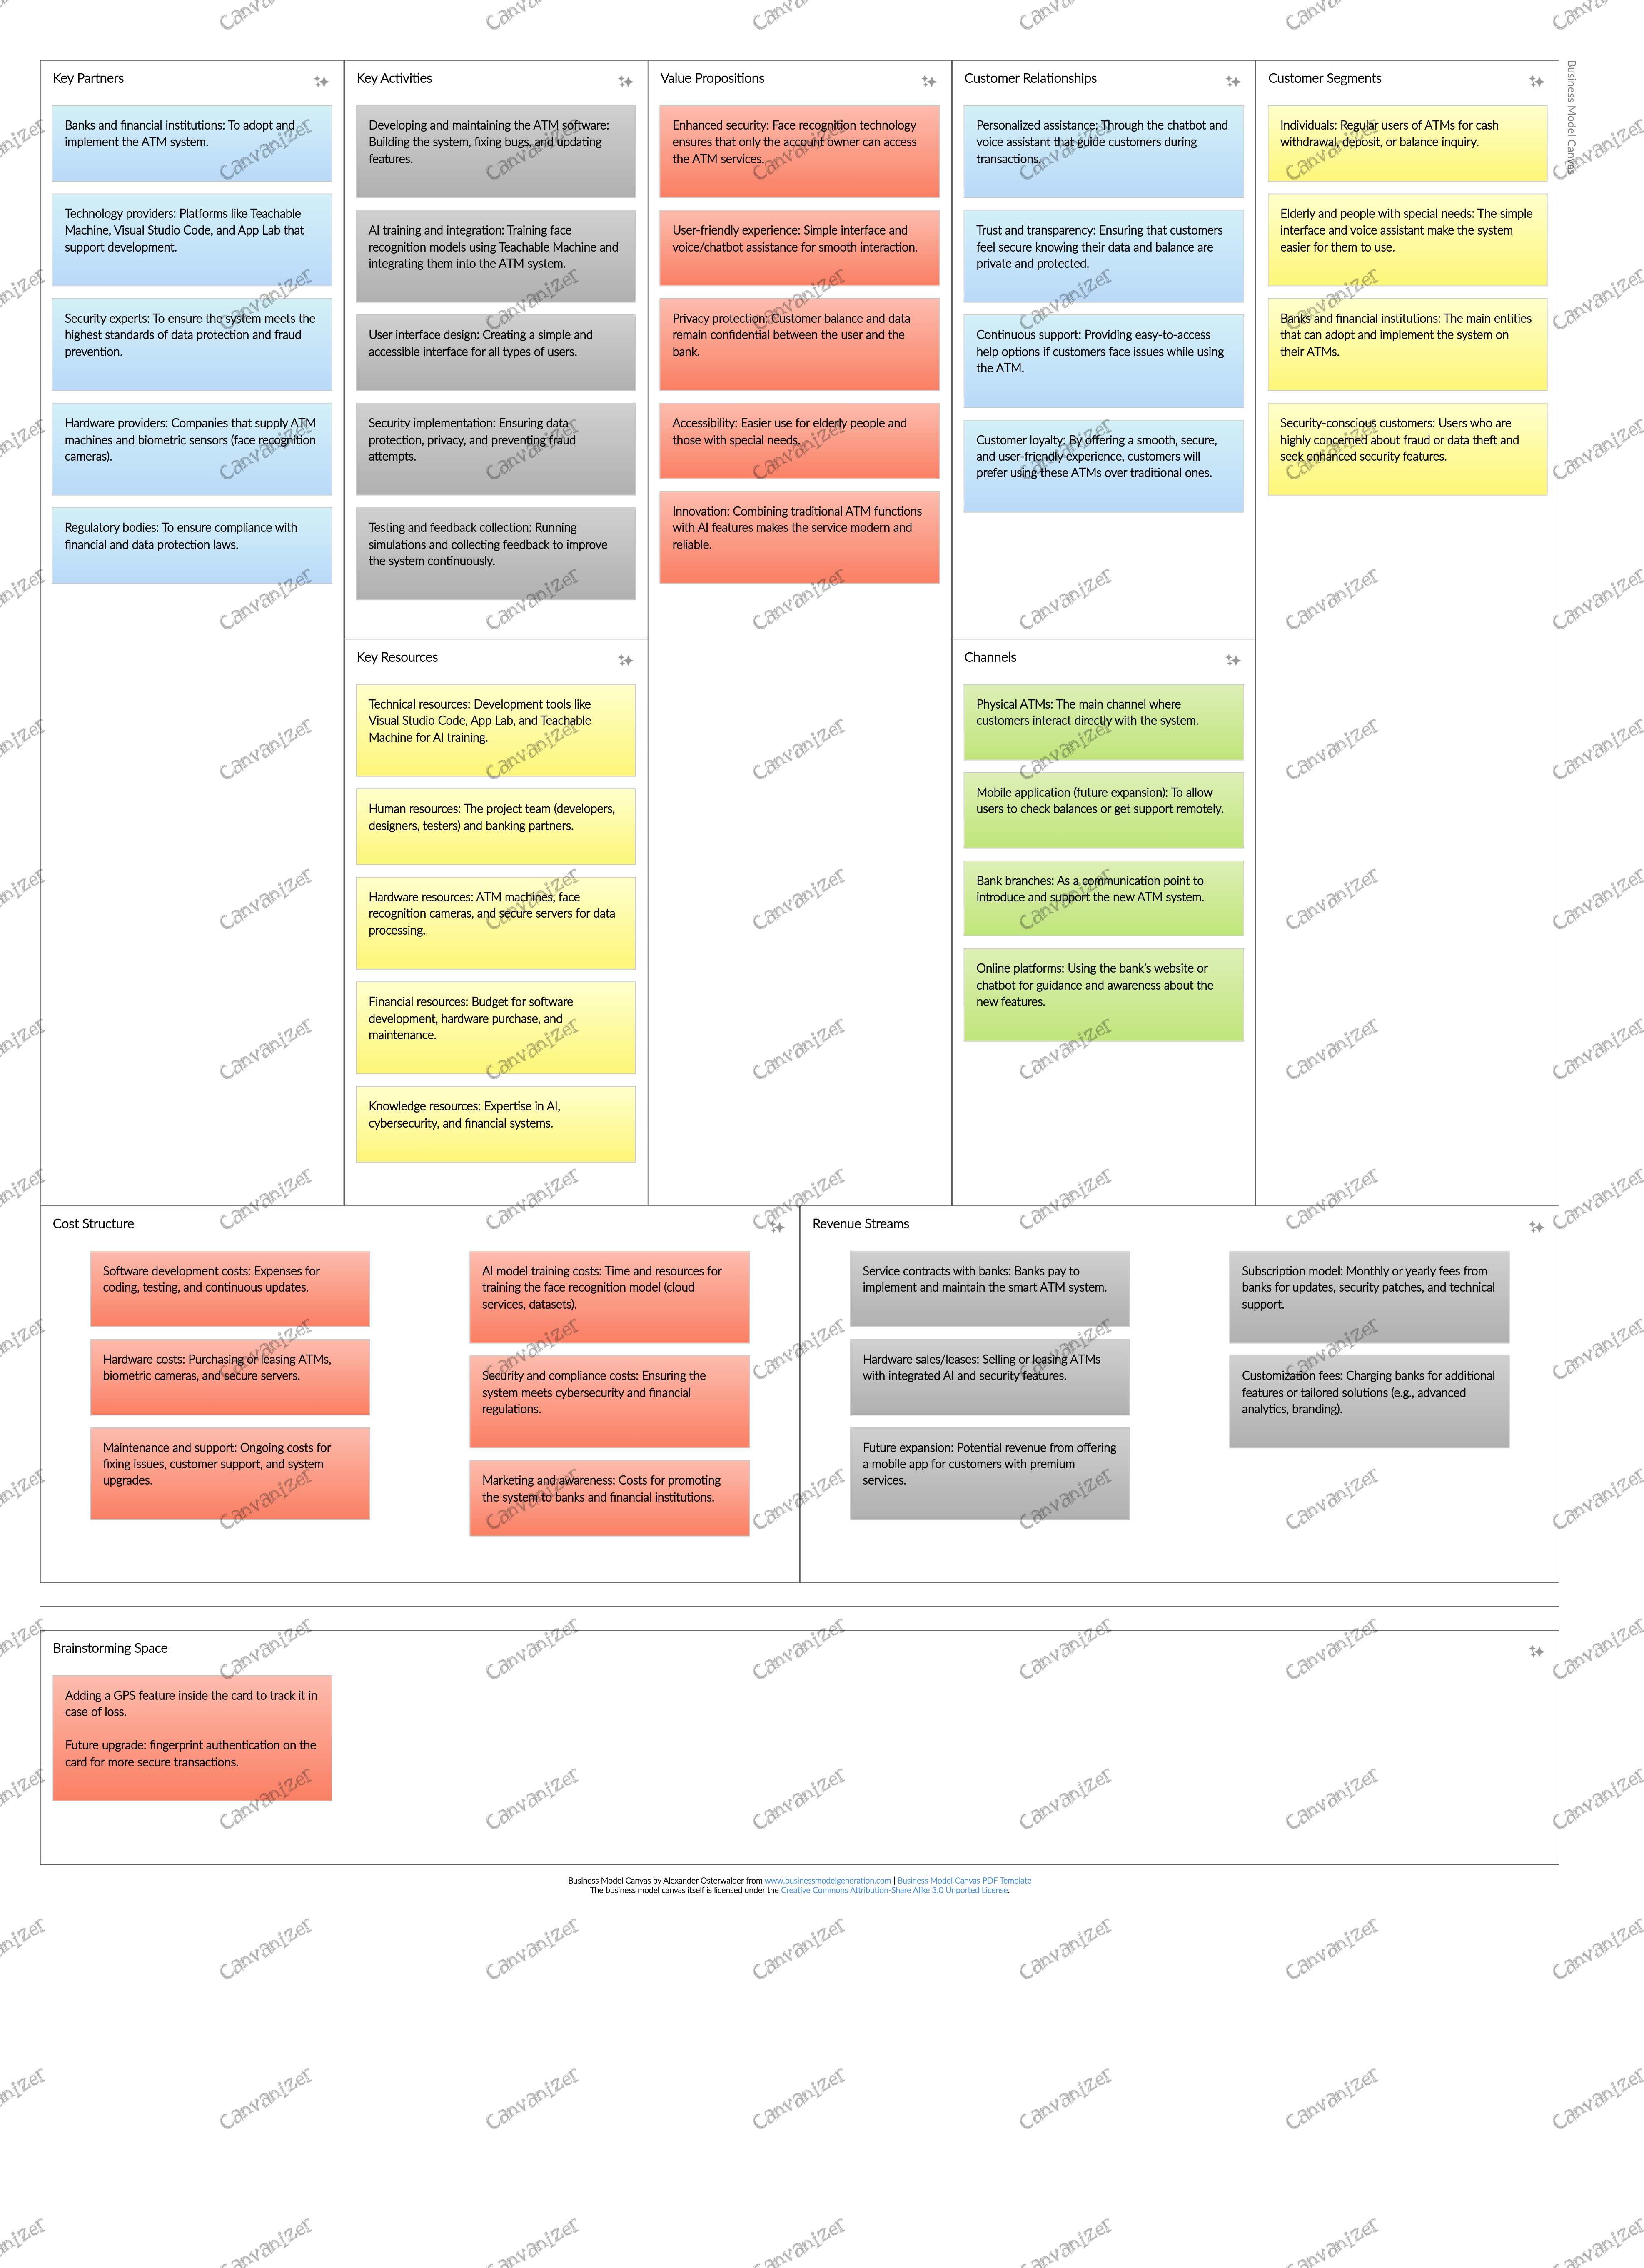 Business Model Canvas
Key Partners
Banks and financial institutions: To adopt and
implement the ATM system.
Technology providers: Platforms like Teachable
Machine, Visual Studio Code, and App Lab that
support development.
Security experts: To ensure the system meets the
highest standards of data protection and fraud
prevention.
Hardware providers: Companies that supply ATM
machines and biometric sensors (face recognition
cameras).
Regulatory bodies: To ensure compliance with
financial and data protection laws.
Key Activities
Developing and maintaining the ATM software:
Building the system, fixing bugs, and updating
features.
AI training and integration: Training face
recognition models using Teachable Machine and
integrating them into the ATM system.
User interface design: Creating a simple and
accessible interface for all types of users.
Security implementation: Ensuring data
protection, privacy, and preventing fraud
attempts.
Testing and feedback collection: Running
simulations and collecting feedback to improve
the system continuously.
Key Resources
Technical resources: Development tools like
Visual Studio Code, App Lab, and Teachable
Machine for AI training.
Human resources: The project team (developers,
designers, testers) and banking partners.
Hardware resources: ATM machines, face
recognition cameras, and secure servers for data
processing.
Financial resources: Budget for software
development, hardware purchase, and
maintenance.
Knowledge resources: Expertise in AI,
cybersecurity, and financial systems.
Value Propositions
Enhanced security: Face recognition technology
ensures that only the account owner can access
the ATM services.
User-friendly experience: Simple interface and
voice/chatbot assistance for smooth interaction.
Privacy protection: Customer balance and data
remain confidential between the user and the
bank.
Accessibility: Easier use for elderly people and
those with special needs.
Innovation: Combining traditional ATM functions
with AI features makes the service modern and
reliable.
Customer Relationships
Personalized assistance: Through the chatbot and
voice assistant that guide customers during
transactions.
Trust and transparency: Ensuring that customers
feel secure knowing their data and balance are
private and protected.
Continuous support: Providing easy-to-access
help options if customers face issues while using
the ATM.
Customer loyalty: By offering a smooth, secure,
and user-friendly experience, customers will
prefer using these ATMs over traditional ones.
Channels
Physical ATMs: The main channel where
customers interact directly with the system.
Mobile application (future expansion): To allow
users to check balances or get support remotely.
Bank branches: As a communication point to
introduce and support the new ATM system.
Online platforms: Using the bank's website or
chatbot for guidance and awareness about the
new features.
Customer Segments
Individuals: Regular users of ATMs for cash
withdrawal, deposit, or balance inquiry.
Elderly and people with special needs: The simple
interface and voice assistant make the system
easier for them to use.
Banks and financial institutions: The main entities
that can adopt and implement the system on
their ATMs.
Security-conscious customers: Users who are
highly concerned about fraud or data theft and
seek enhanced security features.
Cost Structure
Software development costs: Expenses for
coding, testing, and continuous updates.
Hardware costs: Purchasing or leasing ATMs,
biometric cameras, and secure servers.
Maintenance and support: Ongoing costs for
fixing issues, customer support, and system
upgrades.
AI model training costs: Time and resources for
training the face recognition model (cloud
services, datasets).
Security and compliance costs: Ensuring the
system meets cybersecurity and financial
regulations.
Marketing and awareness: Costs for promoting
the system to banks and financial institutions.
Revenue Streams
Service contracts with banks: Banks pay to
implement and maintain the smart ATM system.
Hardware sales/leases: Selling or leasing ATMs
with integrated AI and security features.
Future expansion: Potential revenue from offering
a mobile app for customers with premium
services.
Subscription model: Monthly or yearly fees from
banks for updates, security patches, and technical
support.
Customization fees: Charging banks for additional
features or tailored solutions (e.g., advanced
analytics, branding).
Brainstorming Space
Adding a GPS feature inside the card to track it in
case of loss.
Future upgrade: fingerprint authentication on the
card for more secure transactions.
Business Model Canvas by Alexander Osterwalder from www.businessmodelgeneration.com | Business Model Canvas PDF Template
The business model canvas itself is licensed under the Creative Commons Attribution-Share Alike 3.0 Unported License.
Canvanizer